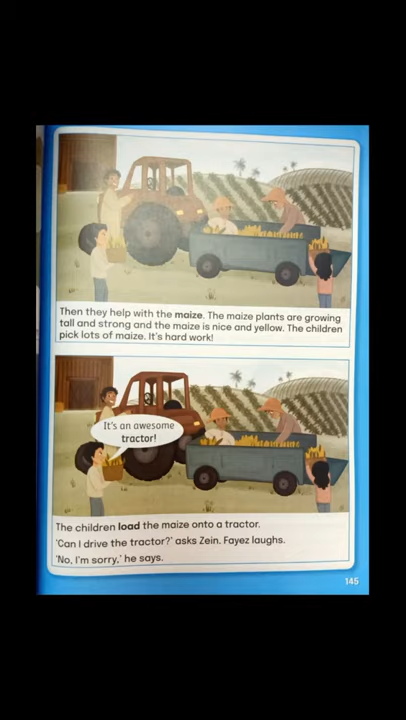 Then they help with the maize. The maize plants are growing
tall and strong and the maize is nice and yellow. The children
pick lots of maize. It's hard work!
It's an awesome
tractor!
The children load the maize onto a tractor.
'Can I drive the tractor?' asks Zein. Fayez laughs.
'No, I'm sorry,' he says.
145